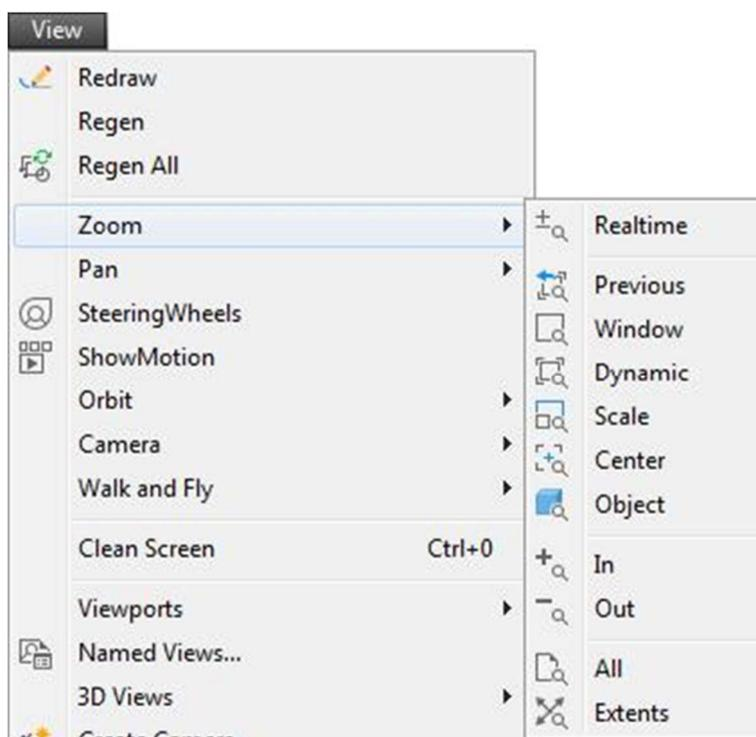 View
Redraw
Regen
Regen All
Zoom
Pan
SteeringWheels
ShowMotion
Orbit
Camera
Walk and Fly
Clean Screen Ctrl+0
Viewports
Named Views...
3D Views
Realtime
Previous
Window
Dynamic
Scale
Center
Object
In
Out
All
Extents